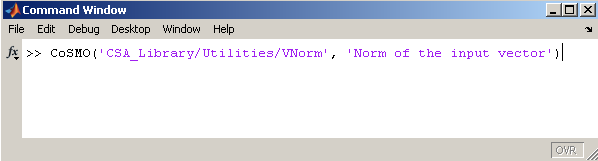 Command Window
File Edit Debug Desktop Window Help
fx >> CoSMO('CSA_Library/Utilities/VNorm', 'Norm of the input vector')
OVR